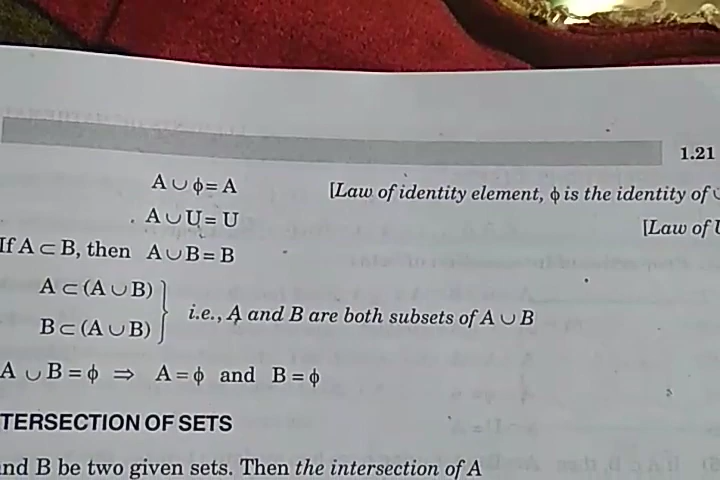 1.21
A ∪ ϕ = A [Law of identity element, ϕ is the identity of ∪
A ∪ U = U [Law of U
If A ⊂ B, then A ∪ B = B
A ⊂ (A ∪ B)
B ⊂ (A ∪ B)
i.e., A and B are both subsets of A ∪ B
A ∪ B = ϕ ⇒ A = ϕ and B = ϕ
TERSECTION OF SETS
nd B be two given sets. Then the intersection of A